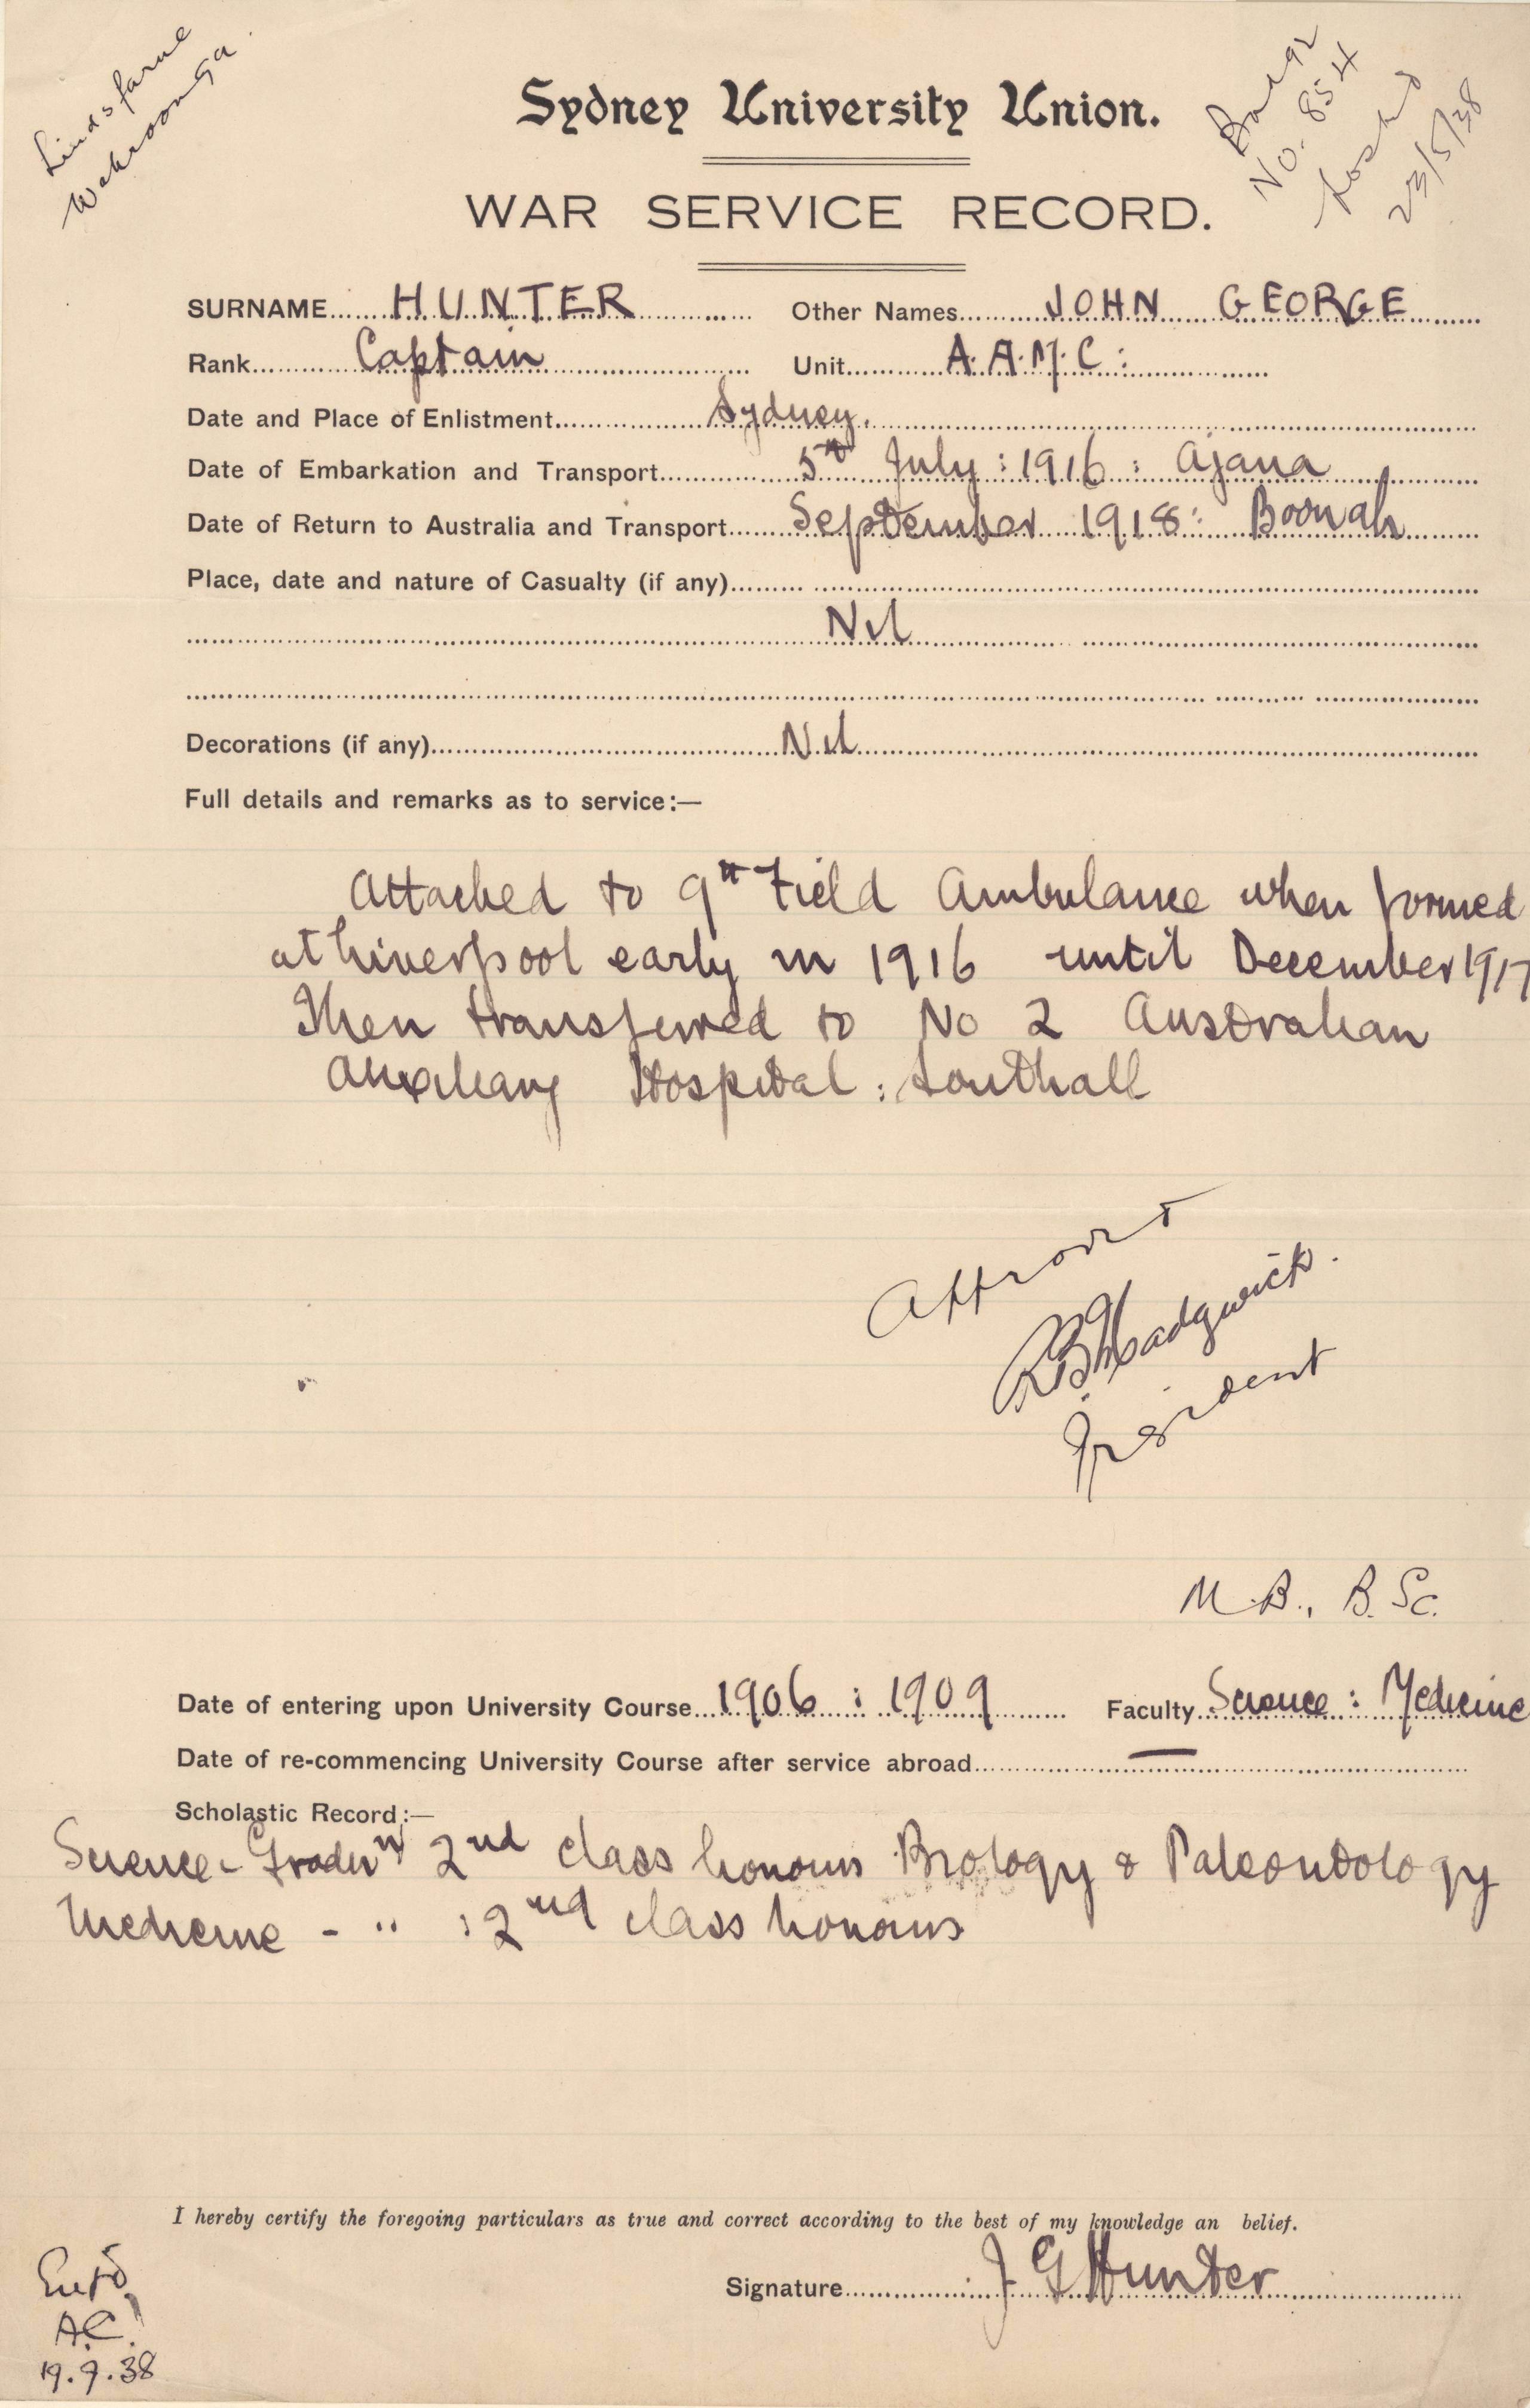 Lindsfarne
Wahroonga.
Badge
No. 854
Posted
23/5/38
Sydney University Union.
WAR SERVICE RECORD.
SURNAME HUNTER Other Names JOHN GEORGE
Rank Captain Unit A.A.M.C:
Date and Place of Enlistment Sydney.
Date of Embarkation and Transport 5th July: 1916: Ajana
Date of Return to Australia and Transport September 1918: Boonah
Place, date and nature of Casualty (if any)
Nil
Decorations (if any) Nil
Full details and remarks as to service:—
Attached to 9th Field Ambulance when formed
at Liverpool early in 1916 until December 1917
Then transferred to No 2 Australian
Auxiliary Hospital: Southall
Approved
Madgwick.
President
M.B., B.Sc.
Date of entering upon University Course 1906 : 1909 Faculty Science: Medicine
Date of re-commencing University Course after service abroad —
Scholastic Record:—
Science - 2nd class honours Biology & Paleontology
Medicine - " : 2nd class honours
I hereby certify the foregoing particulars as true and correct according to the best of my knowledge an belief.
Signature J G Hunter
Entd.
A.C.
19.9.38